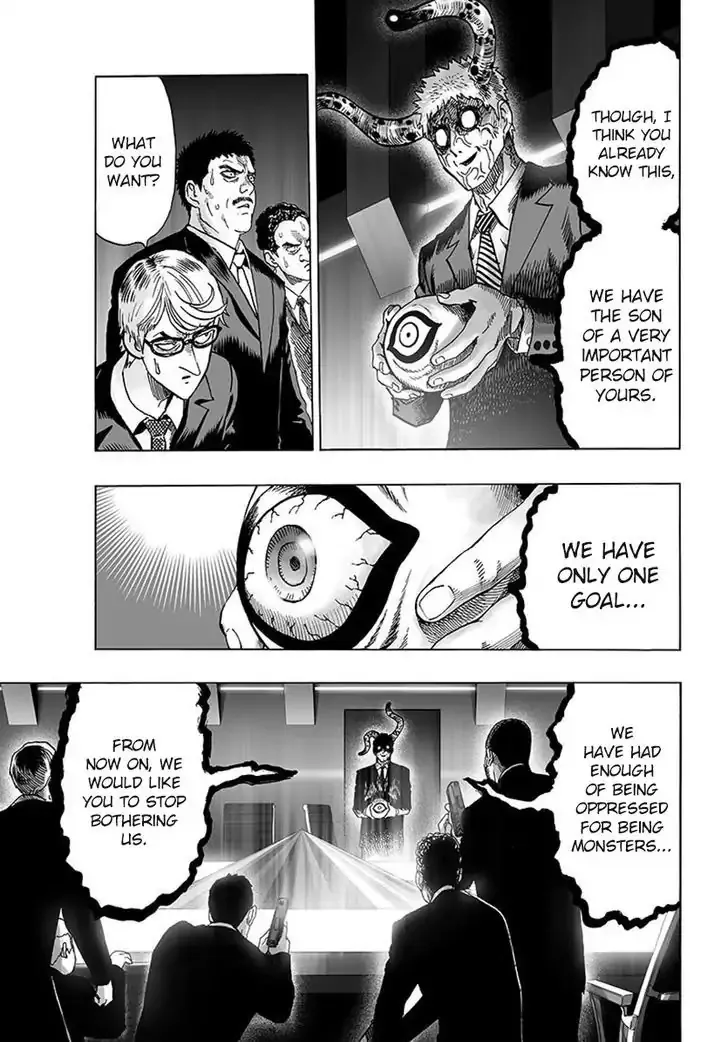 THOUGH, I
THINK YOU
ALREADY
KNOW THIS,
WE HAVE
THE SON
OF A VERY
IMPORTANT
PERSON OF
YOURS.
WHAT
DO YOU
WANT?
WE HAVE
ONLY ONE
GOAL...
WE
HAVE HAD
ENOUGH
OF BEING
OPPRESSED
FOR BEING
MONSTERS...
FROM
NOW ON, WE
WOULD LIKE
YOU TO STOP
BOTHERING
US.